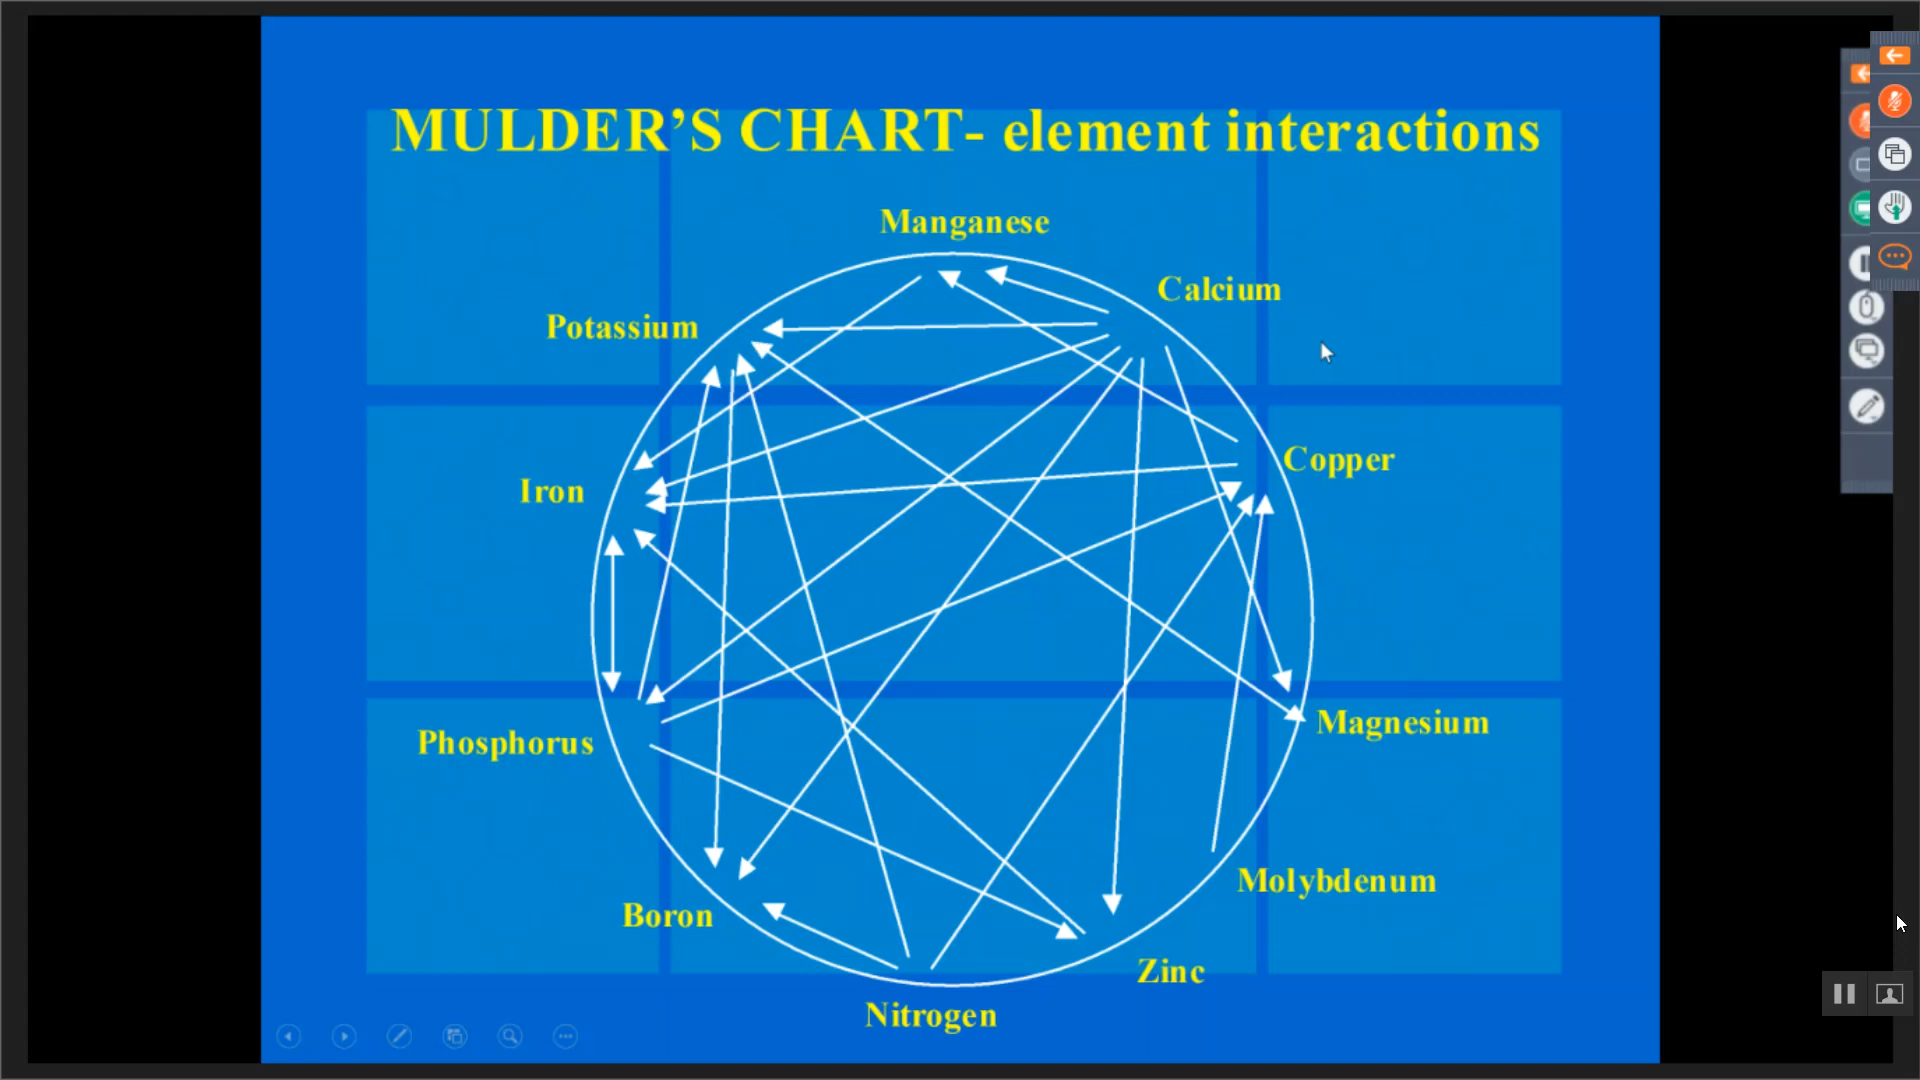 MULDER'S CHART- element interactions
Manganese
Calcium
Potassium
Copper
Iron
Magnesium
Phosphorus
Molybdenum
Boron
Zinc
Nitrogen